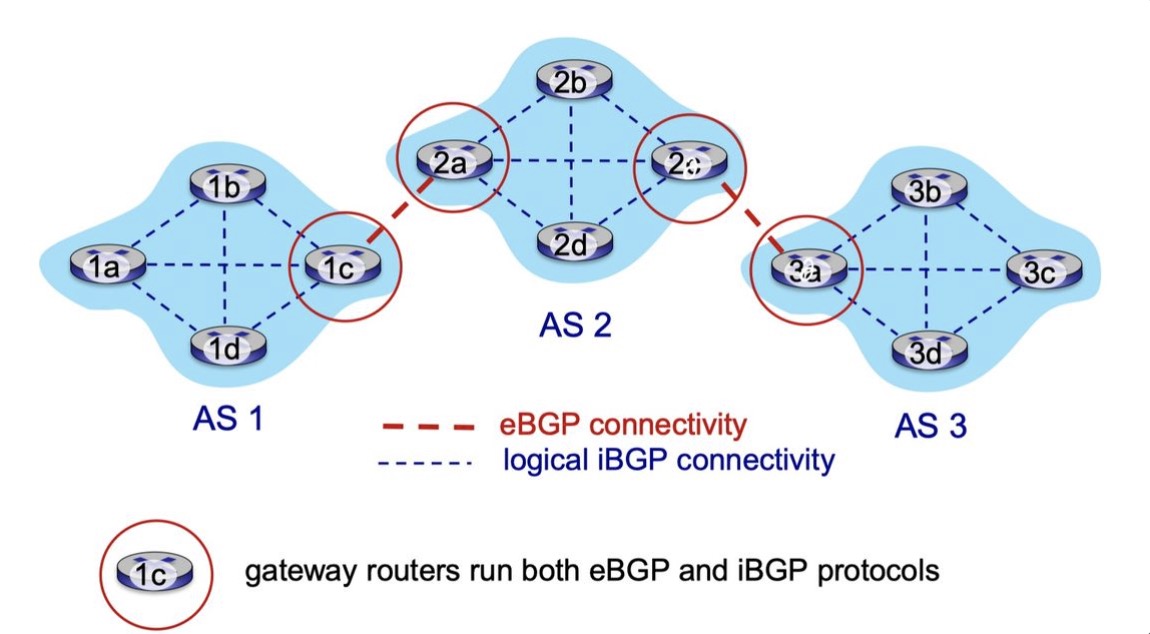 2b
2a
2c
2d
AS 2
1b
1a
1c
1d
AS 1
3b
3a
3c
3d
AS 3
eBGP connectivity
logical iBGP connectivity
1c
gateway routers run both eBGP and iBGP protocols